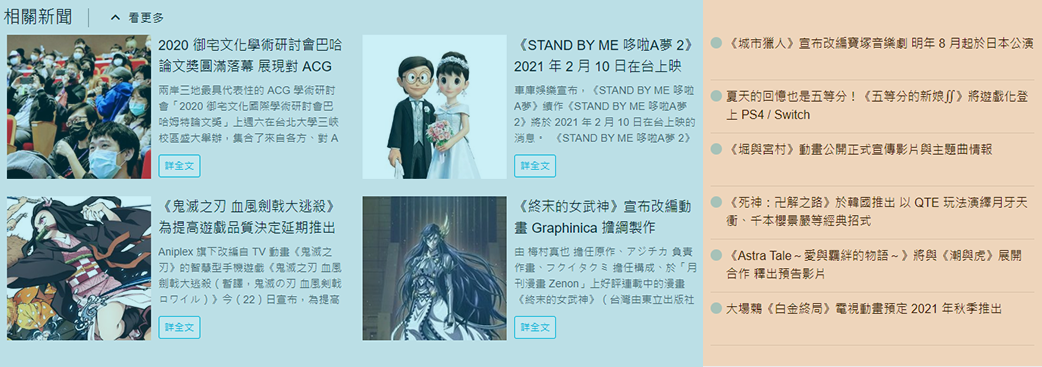 相關新聞
看更多
2020 御宅文化學術研討會巴哈
論文獎圓滿落幕 展現對 ACG
兩岸三地最具代表性的 ACG 學術研討
會「2020 御宅文化國際學術研討會巴
哈姆特論文獎」上週六在台北大學三峽
校區盛大舉辦，集合了來自各方、對 A
詳全文
《STAND BY ME 哆啦A夢 2》
2021 年 2 月 10 日在台上映
車庫娛樂宣布，《STAND BY ME 哆啦
A夢》續作《STAND BY ME 哆啦A夢
2》將於 2021 年 2 月 10 日在台上映的
消息。 《STAND BY ME 哆啦A夢 2》
詳全文
《鬼滅之刃 血風劍戟大逃殺》
為提高遊戲品質決定延期推出
Aniplex 旗下改編自 TV 動畫《鬼滅之
刃》的智慧型手機遊戲《鬼滅之刃 血風
劍戟大逃殺（暫譯，鬼滅の刃 血風劍戟
ロワイル）》今（22）日宣布，為提高
詳全文
《終末的女武神》宣布改編動
畫 Graphinica 擔綱製作
由 梅村真也 擔任原作、アジチカ 負責
作畫、フクイタクミ 擔任構成、於「月
刊漫畫 Zenon」上好評連載中的漫畫
《終末的女武神》（台灣由東立出版社
詳全文
《城市獵人》宣布改編寶塚音樂劇 明年 8 月起於日本公演
夏天的回憶也是五等分！《五等分的新娘∬》將遊戲化登
上 PS4 / Switch
《堀與宮村》動畫公開正式宣傳影片與主題曲情報
《死神：卍解之路》於韓國推出 以 QTE 玩法演繹月牙天
衝、千本櫻景嚴等經典招式
《Astra Tale～愛與羈絆的物語～》將與《潮與虎》展開
合作 釋出預告影片
大場鶇《白金終局》電視動畫預定 2021 年秋季推出